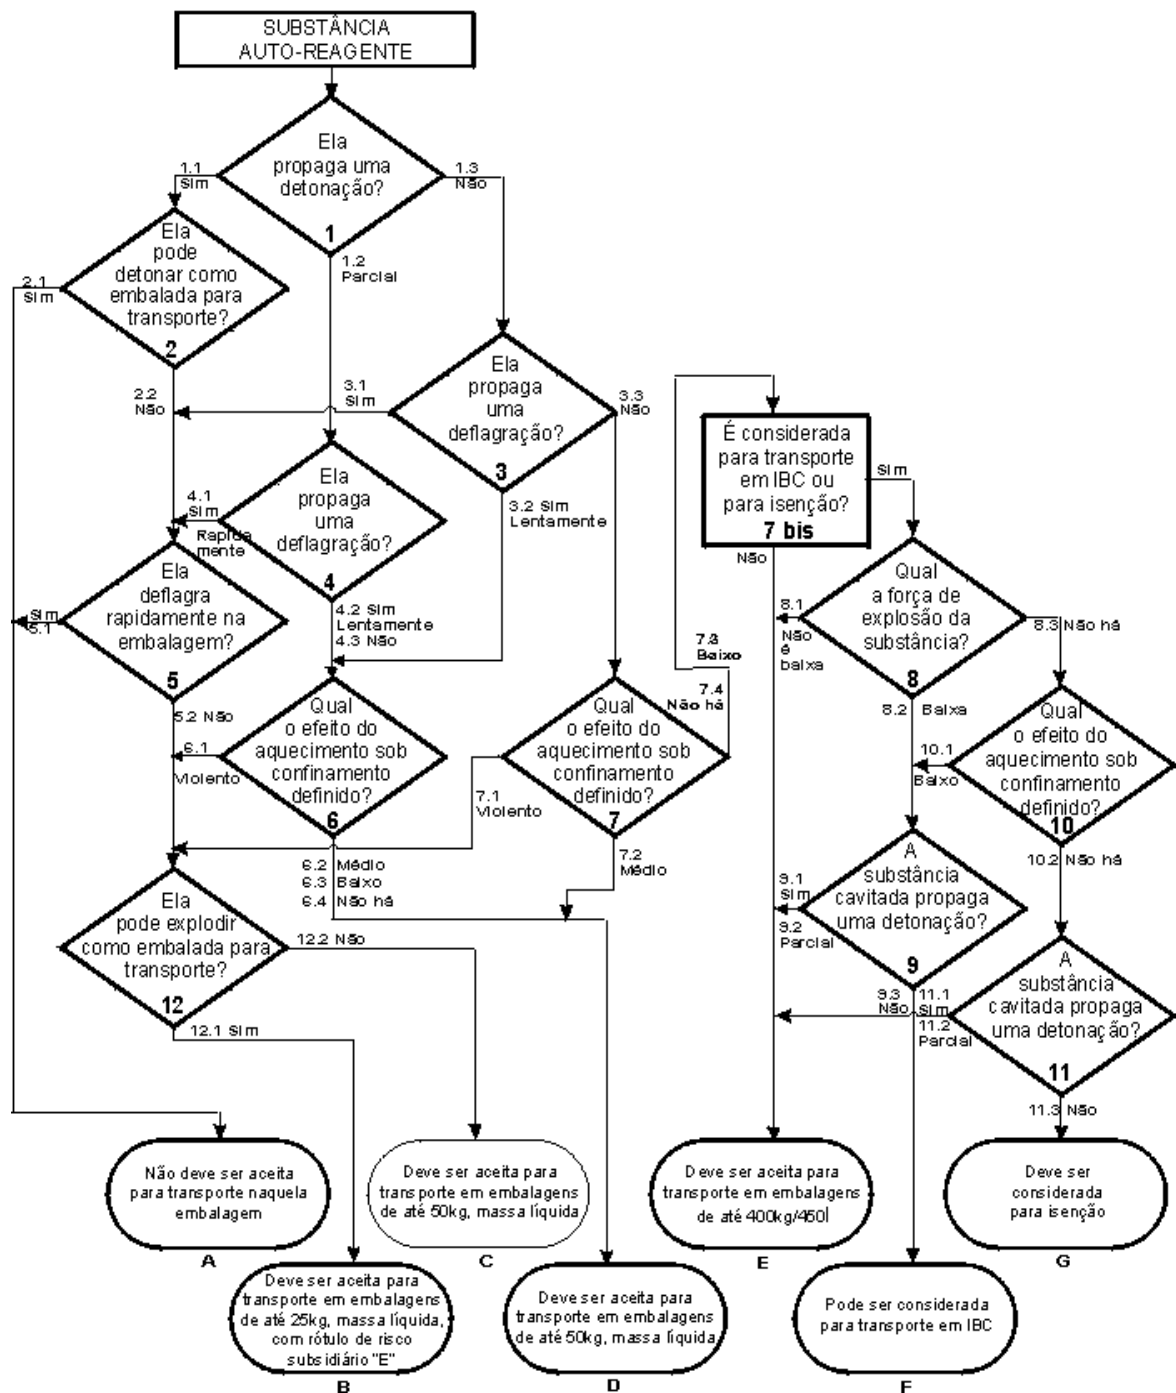 SUBSTÂNCIA
AUTO-REAGENTE
Ela
propaga uma
detonação?
1
1.1
Sim
1.3
Não
1.2
Parcial
Ela
pode
detonar como
embalada para
transporte?
2
2.1
Sim
2.2
Não
Ela
propaga
uma
deflagração?
3
3.1
Sim
3.3
Não
3.2 Sim
Lentamente
Ela
propaga
uma
deflagração?
4
4.1
Sim
Rapida
mente
4.2 Sim
Lentamente
4.3 Não
Ela
deflagra
rapidamente na
embalagem?
5
Sim
5.1
5.2 Não
Qual
o efeito do
aquecimento sob
confinamento
definido?
6
6.1
Violento
6.2 Médio
6.3 Baixo
6.4 Não há
Qual
o efeito do
aquecimento sob
confinamento
definido?
7
7.1
Violento
7.2
Médio
7.3
Baixo
7.4
Não há
É considerada
para transporte
em IBC ou
para isenção?
7 bis
Sim
Não
Qual
a força de
explosão da
substância?
8
8.1
Não
é
baixa
8.2 Baixa
8.3 Não há
Qual
o efeito do
aquecimento sob
confinamento
definido?
10
10.1
Baixo
10.2 Não há
A
substância
cavitada propaga
uma detonação?
9
9.1
Sim
9.2
Parcial
9.3
Não
A
substância
cavitada propaga
uma detonação?
11
11.1
Sim
11.2
Parcial
11.3 Não
Ela
pode explodir
como embalada para
transporte?
12
12.2 Não
12.1 Sim
Não deve ser aceita
para transporte naquela
embalagem
A
Deve ser aceita para
transporte em embalagens
de até 25kg, massa líquida,
com rótulo de risco
subsidiário "E"
B
Deve ser aceita para
transporte em embalagens
de até 50kg, massa líquida
C
Deve ser aceita para
transporte em embalagens
de até 50kg, massa líquida
D
Deve ser aceita para
transporte em embalagens
de até 400kg/450l
E
Pode ser considerada
para transporte em IBC
F
Deve ser
considerada
para isenção
G